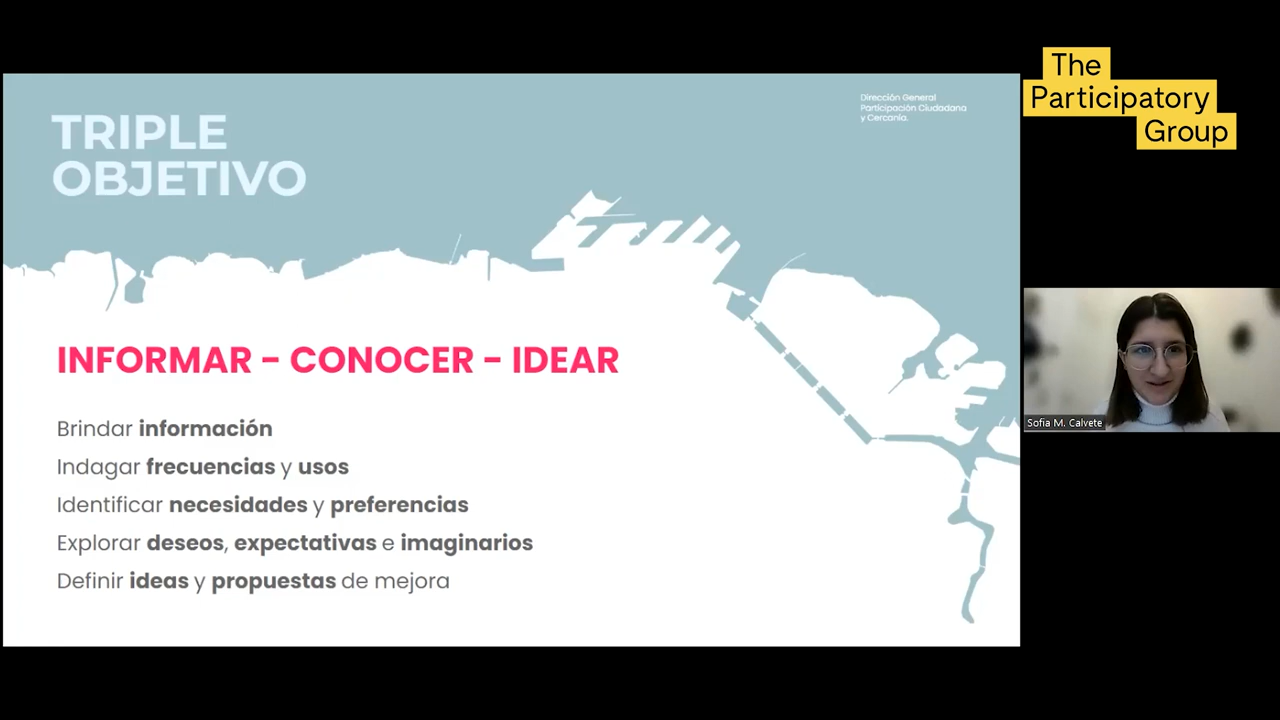 TRIPLE
OBJETIVO
Dirección General
Participación Ciudadana
y Cercanía.
INFORMAR - CONOCER - IDEAR
Brindar información
Indagar frecuencias y usos
Identificar necesidades y preferencias
Explorar deseos, expectativas e imaginarios
Definir ideas y propuestas de mejora
The
Participatory
Group
Sofia M. Calvete